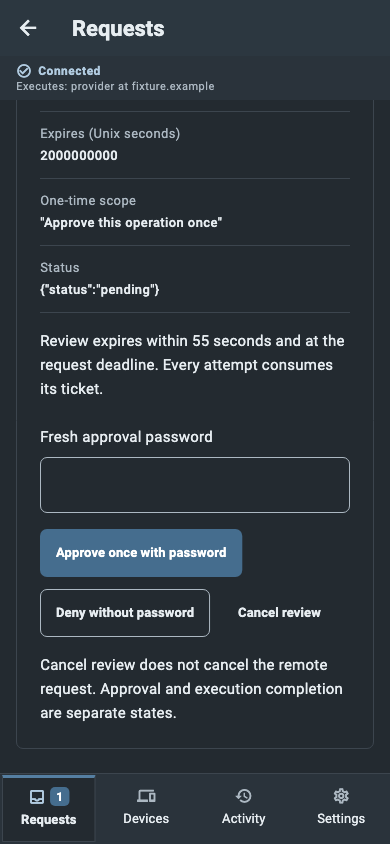 Requests
Connected
Executes: provider at fixture.example
Expires (Unix seconds)
2000000000
One-time scope
"Approve this operation once"
Status
{"status":"pending"}
Review expires within 55 seconds and at the
request deadline. Every attempt consumes
its ticket.
Fresh approval password
Approve once with password
Deny without password
Cancel review
Cancel review does not cancel the remote
request. Approval and execution completion
are separate states.
1
Requests
Devices
Activity
Settings